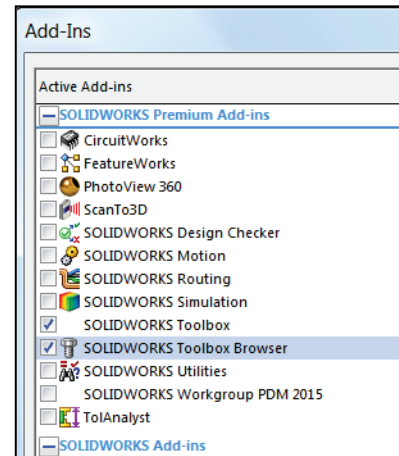 Add-Ins
Active Add-ins
SOLIDWORKS Premium Add-ins
CircuitWorks
FeatureWorks
PhotoView 360
ScanTo3D
SOLIDWORKS Design Checker
SOLIDWORKS Motion
SOLIDWORKS Routing
SOLIDWORKS Simulation
SOLIDWORKS Toolbox
SOLIDWORKS Toolbox Browser
SOLIDWORKS Utilities
SOLIDWORKS Workgroup PDM 2015
TolAnalyst
SOLIDWORKS Add-ins